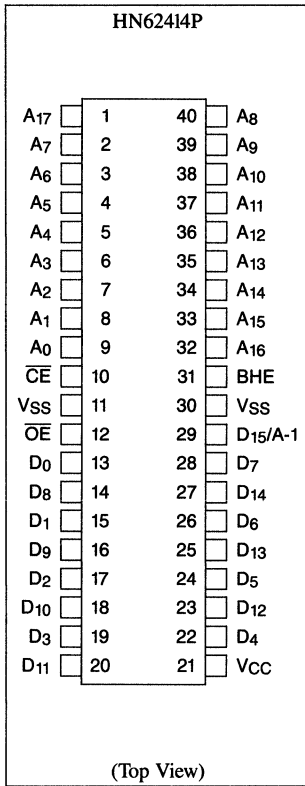 HN62414P
A17 1 40 A8
A7 2 39 A9
A6 3 38 A10
A5 4 37 A11
A4 5 36 A12
A3 6 35 A13
A2 7 34 A14
A1 8 33 A15
A0 9 32 A16
C̅E̅ 10 31 BHE
VSS 11 30 VSS
O̅E̅ 12 29 D15/A-1
D0 13 28 D7
D8 14 27 D14
D1 15 26 D6
D9 16 25 D13
D2 17 24 D5
D10 18 23 D12
D3 19 22 D4
D11 20 21 VCC
(Top View)